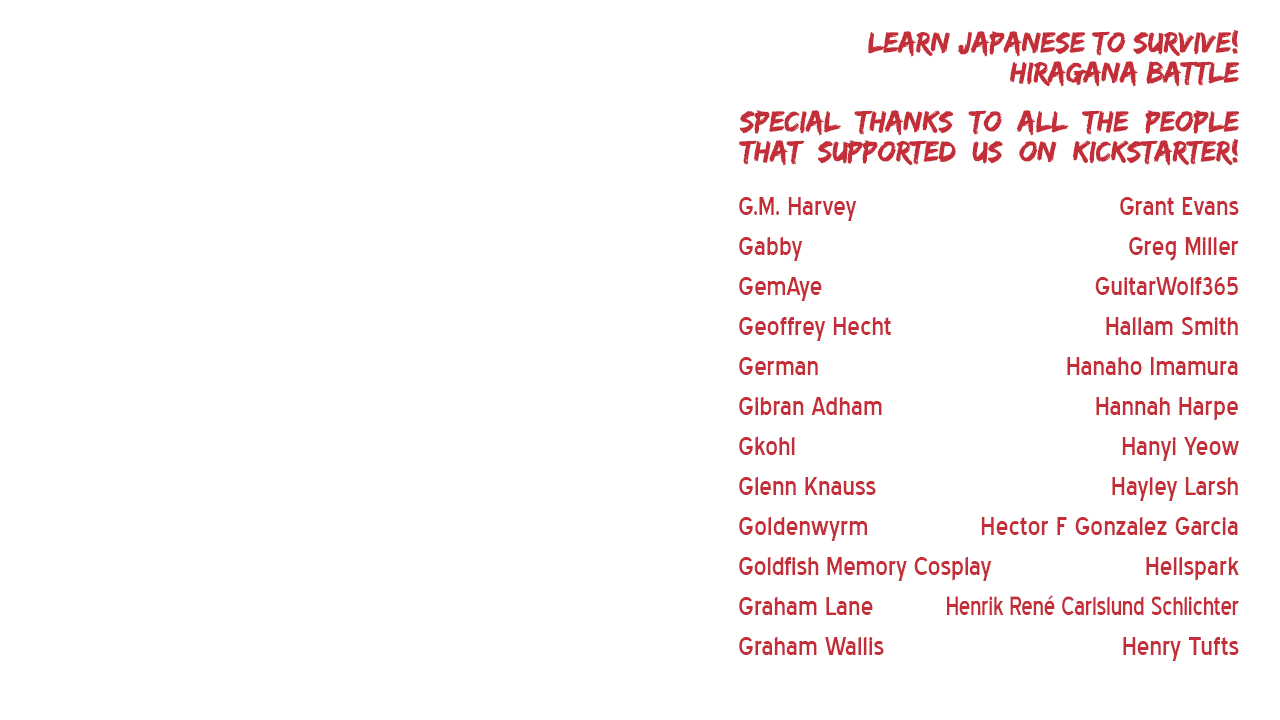 LEARN JAPANESE TO SURVIVE!
HIRAGANA BATTLE
SPECIAL THANKS TO ALL THE PEOPLE
THAT SUPPORTED US ON KICKSTARTER!
G.M. Harvey
Gabby
GemAye
Geoffrey Hecht
German
Gibran Adham
Gkohl
Glenn Knauss
Goldenwyrm
Goldfish Memory Cosplay
Graham Lane
Graham Wallis
Grant Evans
Greg Miller
GuitarWolf365
Hallam Smith
Hanaho Imamura
Hannah Harpe
Hanyi Yeow
Hayley Larsh
Hector F Gonzalez Garcia
Hellspark
Henrik René Carlslund Schlichter
Henry Tufts